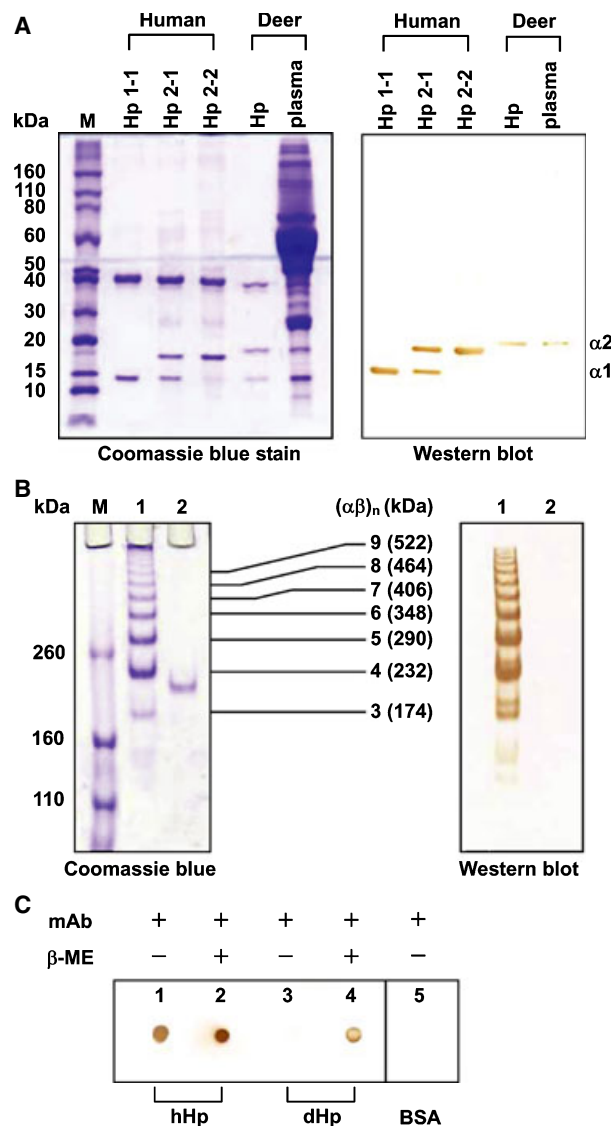 A
Human Deer Human Deer
kDa M Hp 1-1 Hp 2-1 Hp 2-2 Hp plasma Hp 1-1 Hp 2-1 Hp 2-2 Hp plasma
160
110
80
60
50
40
30
20
15
10
α2
α1
Coomassie blue stain Western blot
B
kDa M 1 2 (αβ)n (kDa) 1 2
9 (522)
8 (464)
7 (406)
6 (348)
5 (290)
4 (232)
3 (174)
260
160
110
Coomassie blue Western blot
C
mAb + + + + +
β-ME − + − + −
1 2 3 4 5
hHp dHp BSA